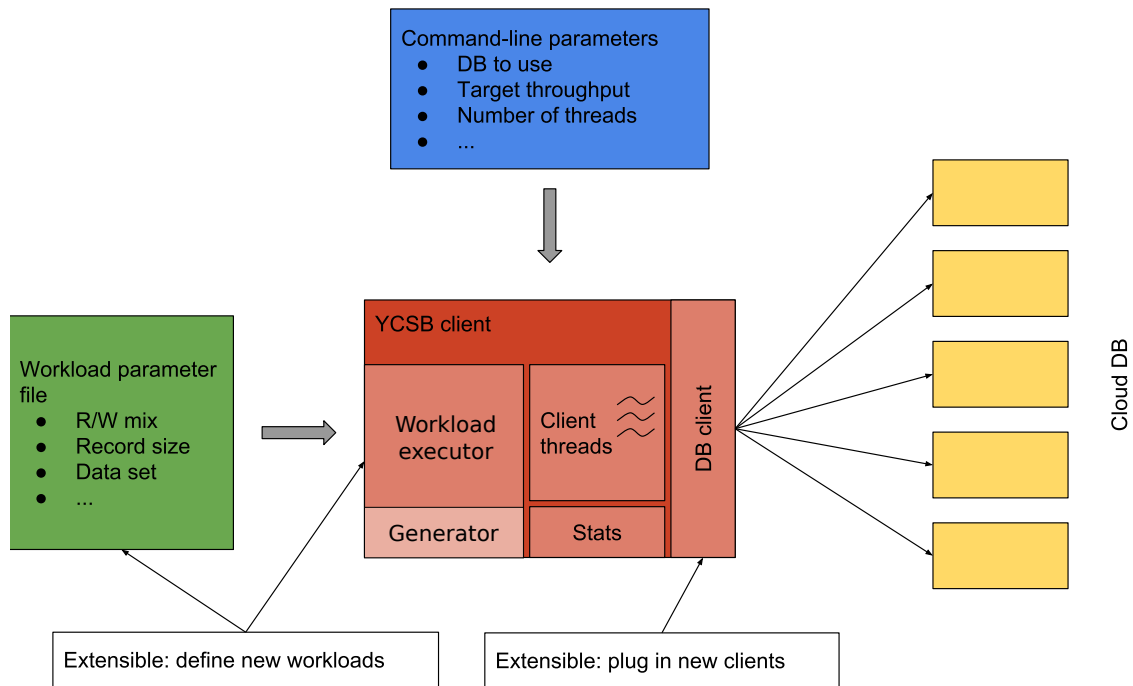 Command-line parameters
● DB to use
● Target throughput
● Number of threads
● ...
YCSB client
Workload parameter
file
● R/W mix
● Record size
● Data set
● ...
Workload
executor
Client
threads
DB client
Cloud DB
Generator
Stats
Extensible: define new workloads
Extensible: plug in new clients